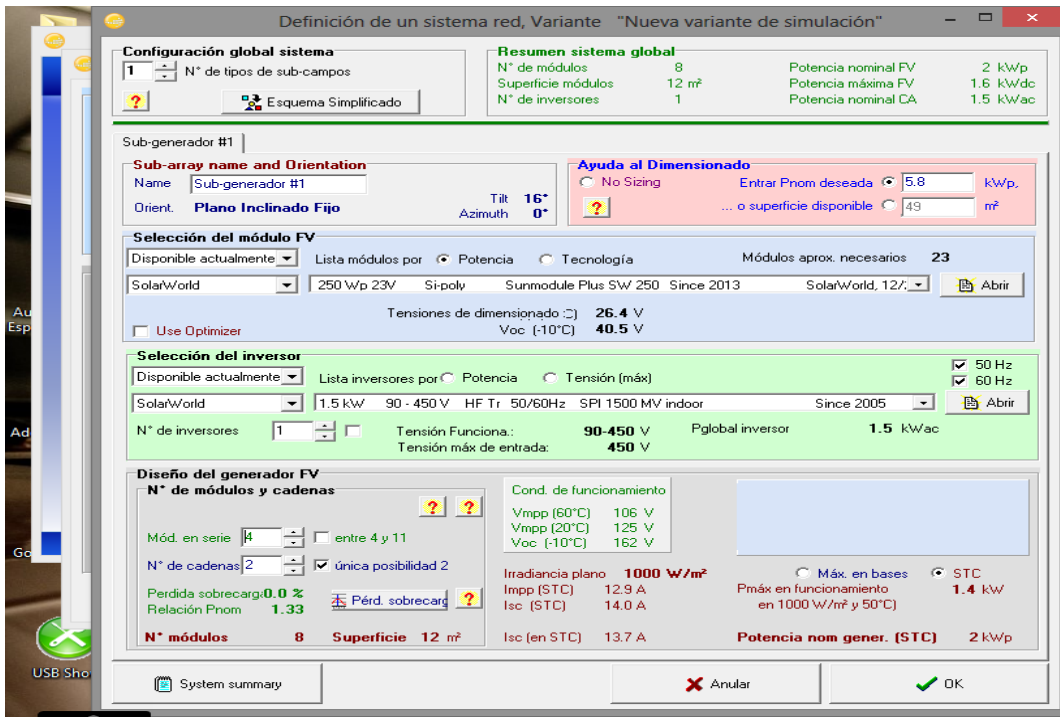 Definición de un sistema red, Variante "Nueva variante de simulación"
Configuración global sistema
1 N° de tipos de sub-campos
? Esquema Simplificado
Resumen sistema global
N° de módulos 8 Potencia nominal FV 2 kWp
Superficie módulos 12 m² Potencia máxima FV 1.6 kWdc
N° de inversores 1 Potencia nominal CA 1.5 kWac
Sub-generador #1
Sub-array name and Orientation
Name Sub-generador #1
Orient. Plano Inclinado Fijo
Tilt 16°
Azimuth 0°
Ayuda al Dimensionado
No Sizing Entrar Pnom deseada 5.8 kWp,
? ... o superficie disponible 49 m²
Selección del módulo FV
Disponible actualmente Lista módulos por Potencia Tecnología Módulos aprox. necesarios 23
SolarWorld 250 Wp 23V Si-poly Sunmodule Plus SW 250 Since 2013 SolarWorld, 12/ Abrir
Tensiones de dimensionado :) 26.4 V
Use Optimizer Voc (-10°C) 40.5 V
Selección del inversor
Disponible actualmente Lista inversores por Potencia Tensión (máx) 50 Hz
60 Hz
SolarWorld 1.5 kW 90 - 450 V HF Tr 50/60Hz SPI 1500 MV indoor Since 2005 Abrir
N° de inversores 1 Tensión Funciona.: 90-450 V Pglobal inversor 1.5 kWac
Tensión máx de entrada: 450 V
Diseño del generador FV
N° de módulos y cadenas
? ?
Mód. en serie 4 entre 4 y 11
N° de cadenas 2 única posibilidad 2
Perdida sobrecarga 0.0 %
Relación Pnom 1.33
Pérd. sobrecarg ?
N° módulos 8 Superficie 12 m²
Cond. de funcionamiento
Vmpp (60°C) 106 V
Vmpp (20°C) 125 V
Voc (-10°C) 162 V
Irradiancia plano 1000 W/m²
Impp (STC) 12.9 A
Isc (STC) 14.0 A
Isc (en STC) 13.7 A
Máx. en bases STC
Pmáx en funcionamiento 1.4 kW
en 1000 W/m² y 50°C)
Potencia nom gener. (STC) 2 kWp
System summary Anular OK
Au
Esp
Ad
Go
USB Sho